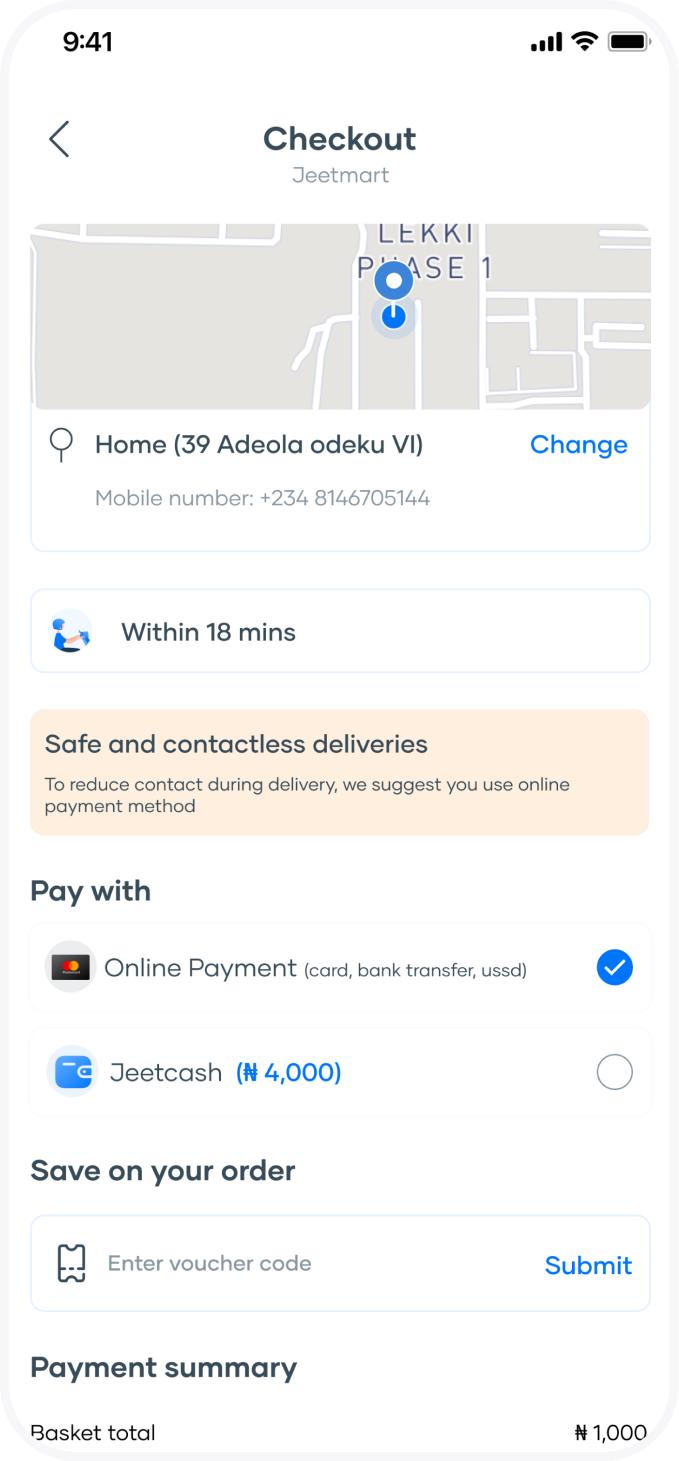 9:41
Checkout
Jeetmart
LEKKI
PHASE 1
Home (39 Adeola odeku VI)
Change
Mobile number: +234 8146705144
Within 18 mins
Safe and contactless deliveries
To reduce contact during delivery, we suggest you use online
payment method
Pay with
Online Payment (card, bank transfer, ussd)
Jeetcash (₦ 4,000)
Save on your order
Enter voucher code
Submit
Payment summary
Basket total
₦ 1,000